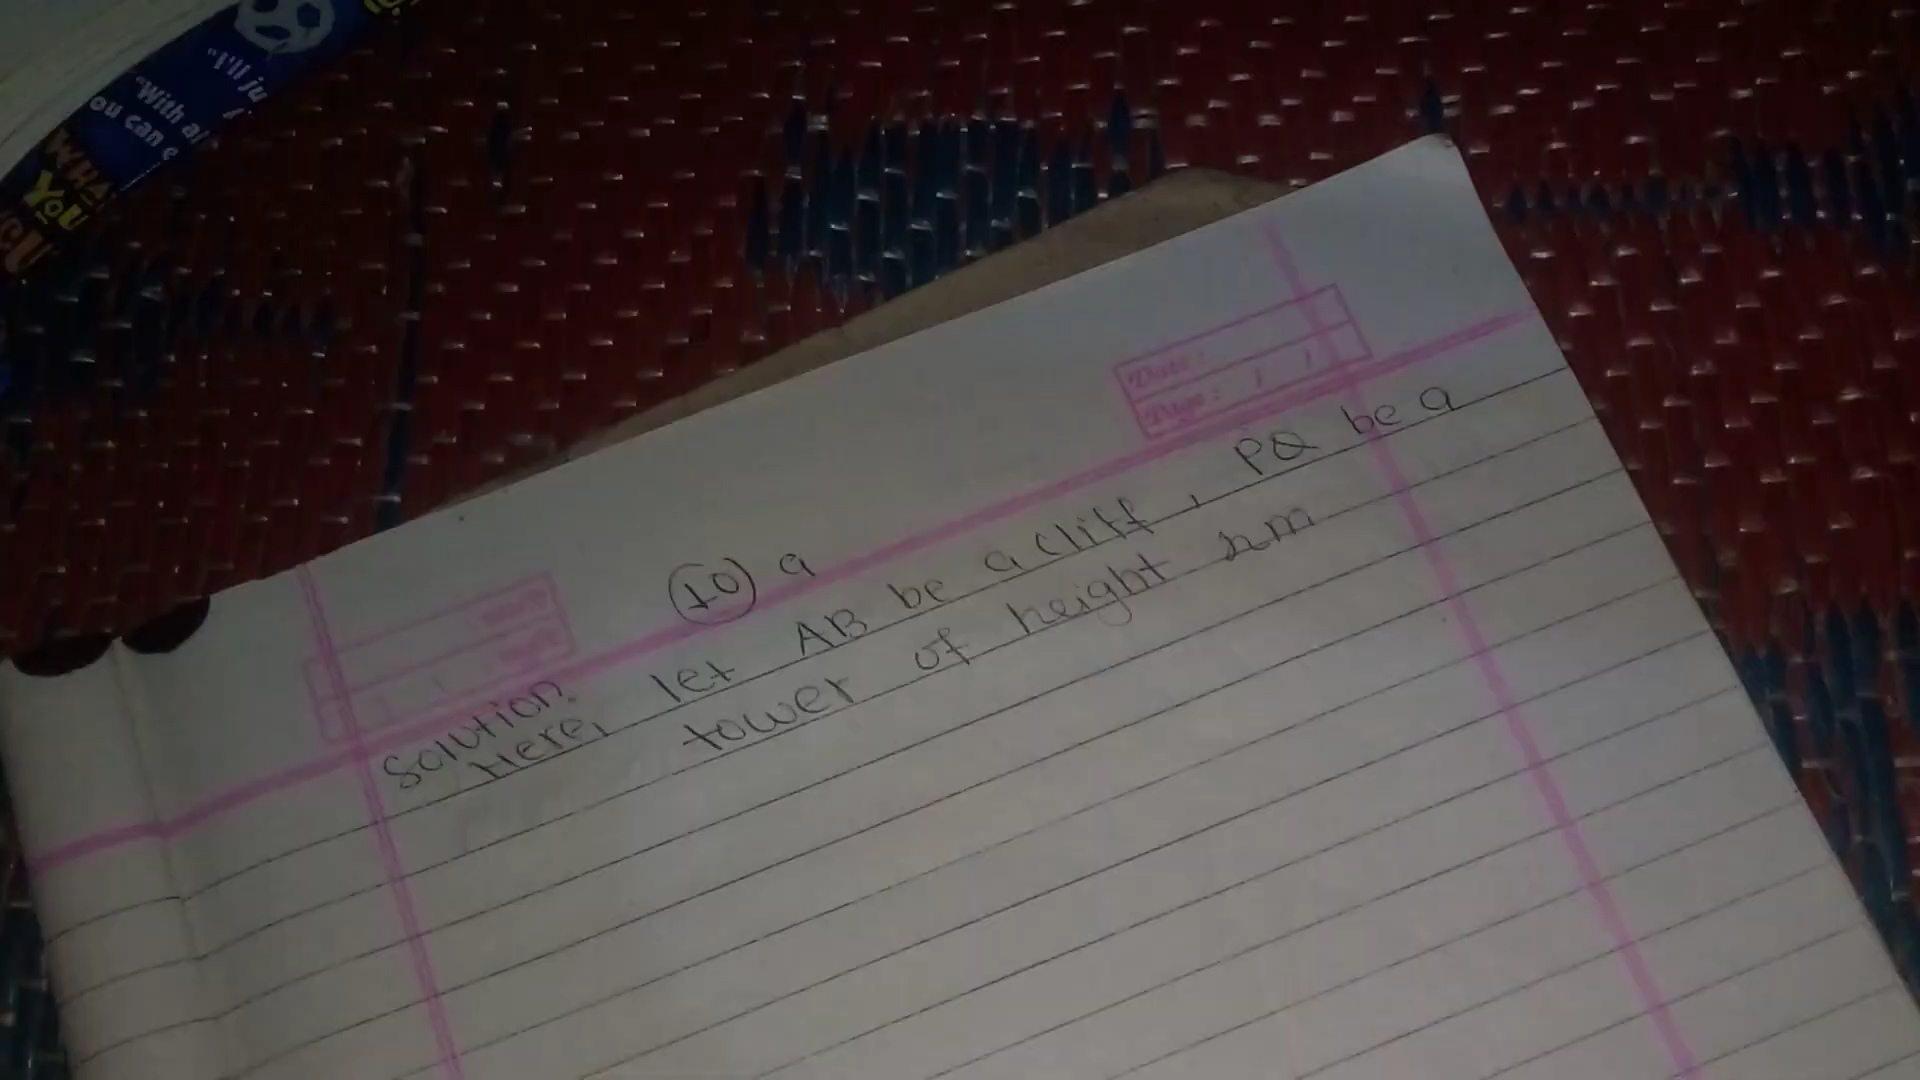 "I'll ju
"With al
ou can e
WHA
YoU
(10) a
Date:
Page: / /
Solution:
Here, let AB be a cliff, PQ be a
tower of height xm